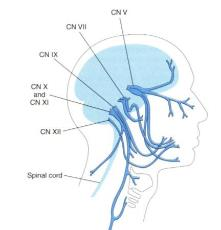 CN V
CN VII
CN IX
CN X
and
CN XI
CN XII
Spinal cord